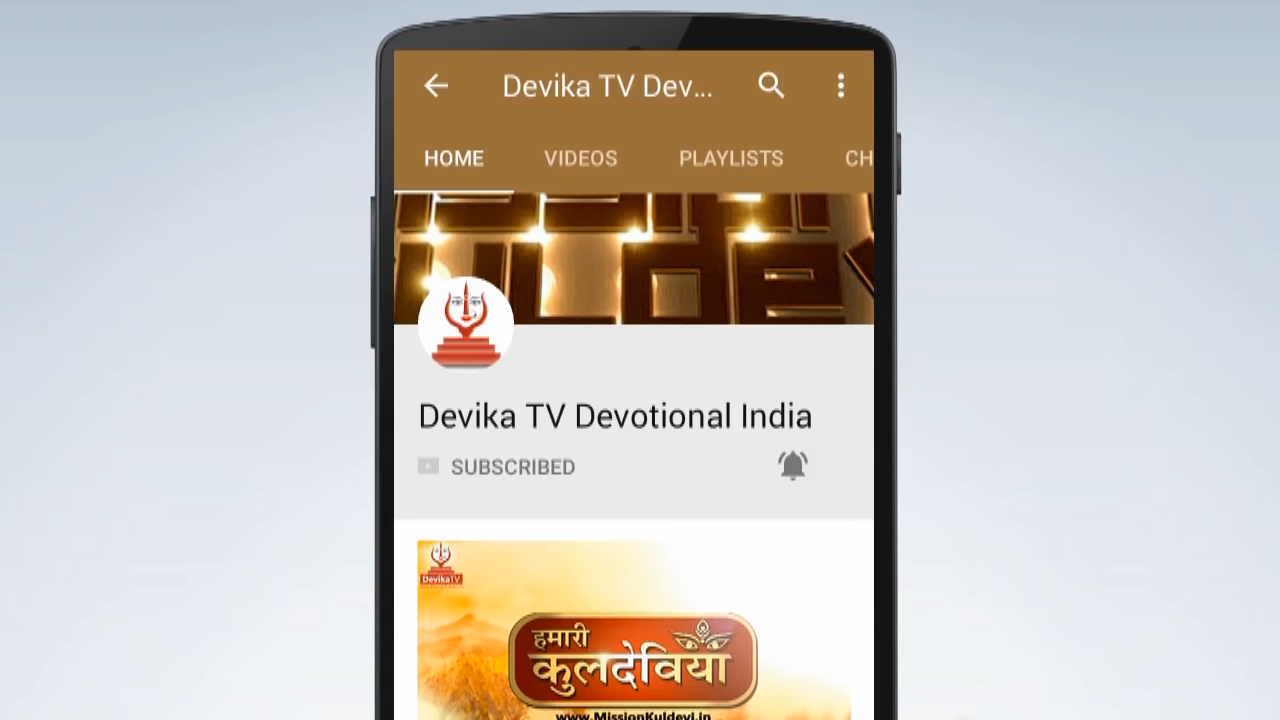 Devika TV Dev...
HOME VIDEOS PLAYLISTS CH
Devika TV Devotional India
SUBSCRIBED
DevikaTV
हमारी
कुलदेवियाँ
www.MissionKuldevi.in